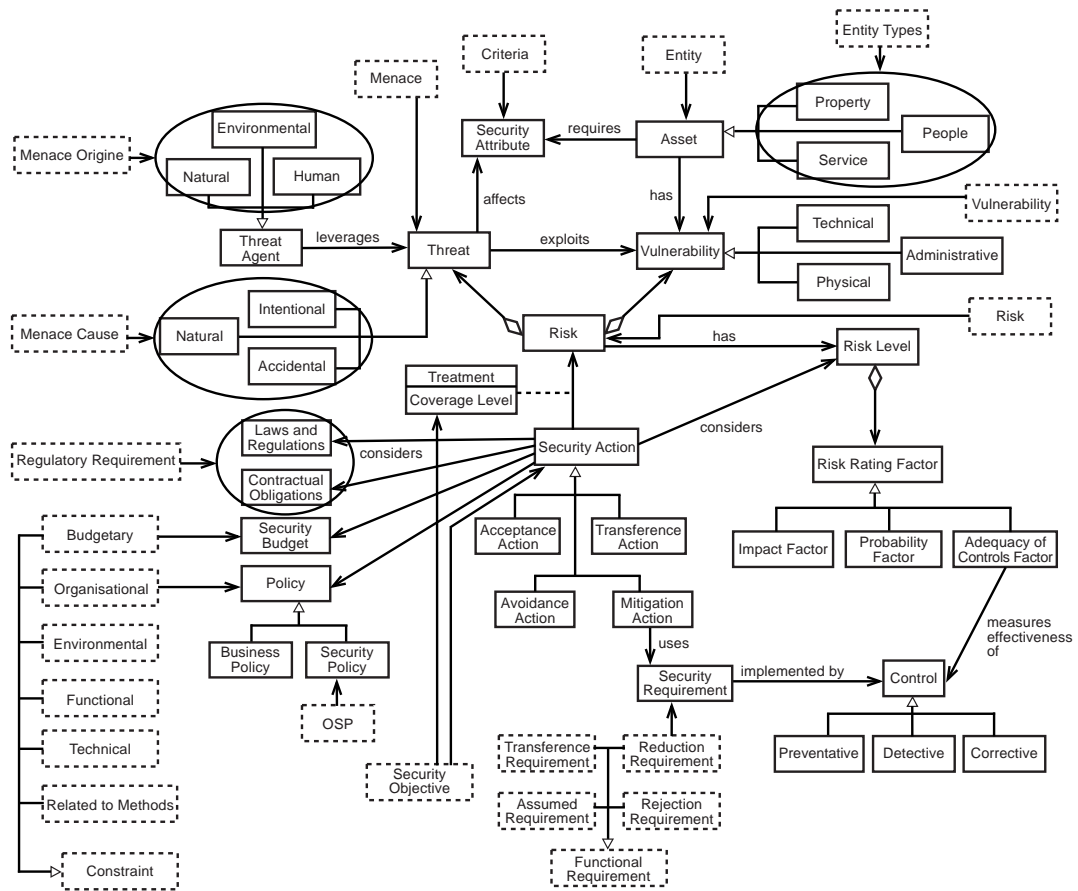 Entity Types
Criteria
Entity
Menace
Property
People
Service
Environmental
Menace Origine
Natural
Human
Security
Attribute
requires
Asset
affects
has
Vulnerability
Technical
Administrative
Physical
Threat
Agent
leverages
Threat
exploits
Vulnerability
Intentional
Menace Cause
Natural
Accidental
Risk
Risk
has
Risk Level
Treatment
Coverage Level
Laws and
Regulations
considers
Regulatory Requirement
Contractual
Obligations
Security Action
considers
Risk Rating Factor
Budgetary
Security
Budget
Acceptance
Action
Transference
Action
Impact Factor
Probability
Factor
Adequacy of
Controls Factor
Organisational
Policy
Avoidance
Action
Mitigation
Action
measures
effectiveness
of
Environmental
Business
Policy
Security
Policy
uses
Security
Requirement
implemented by
Control
Functional
OSP
Technical
Transference
Requirement
Reduction
Requirement
Preventative
Detective
Corrective
Security
Objective
Related to Methods
Assumed
Requirement
Rejection
Requirement
Constraint
Functional
Requirement